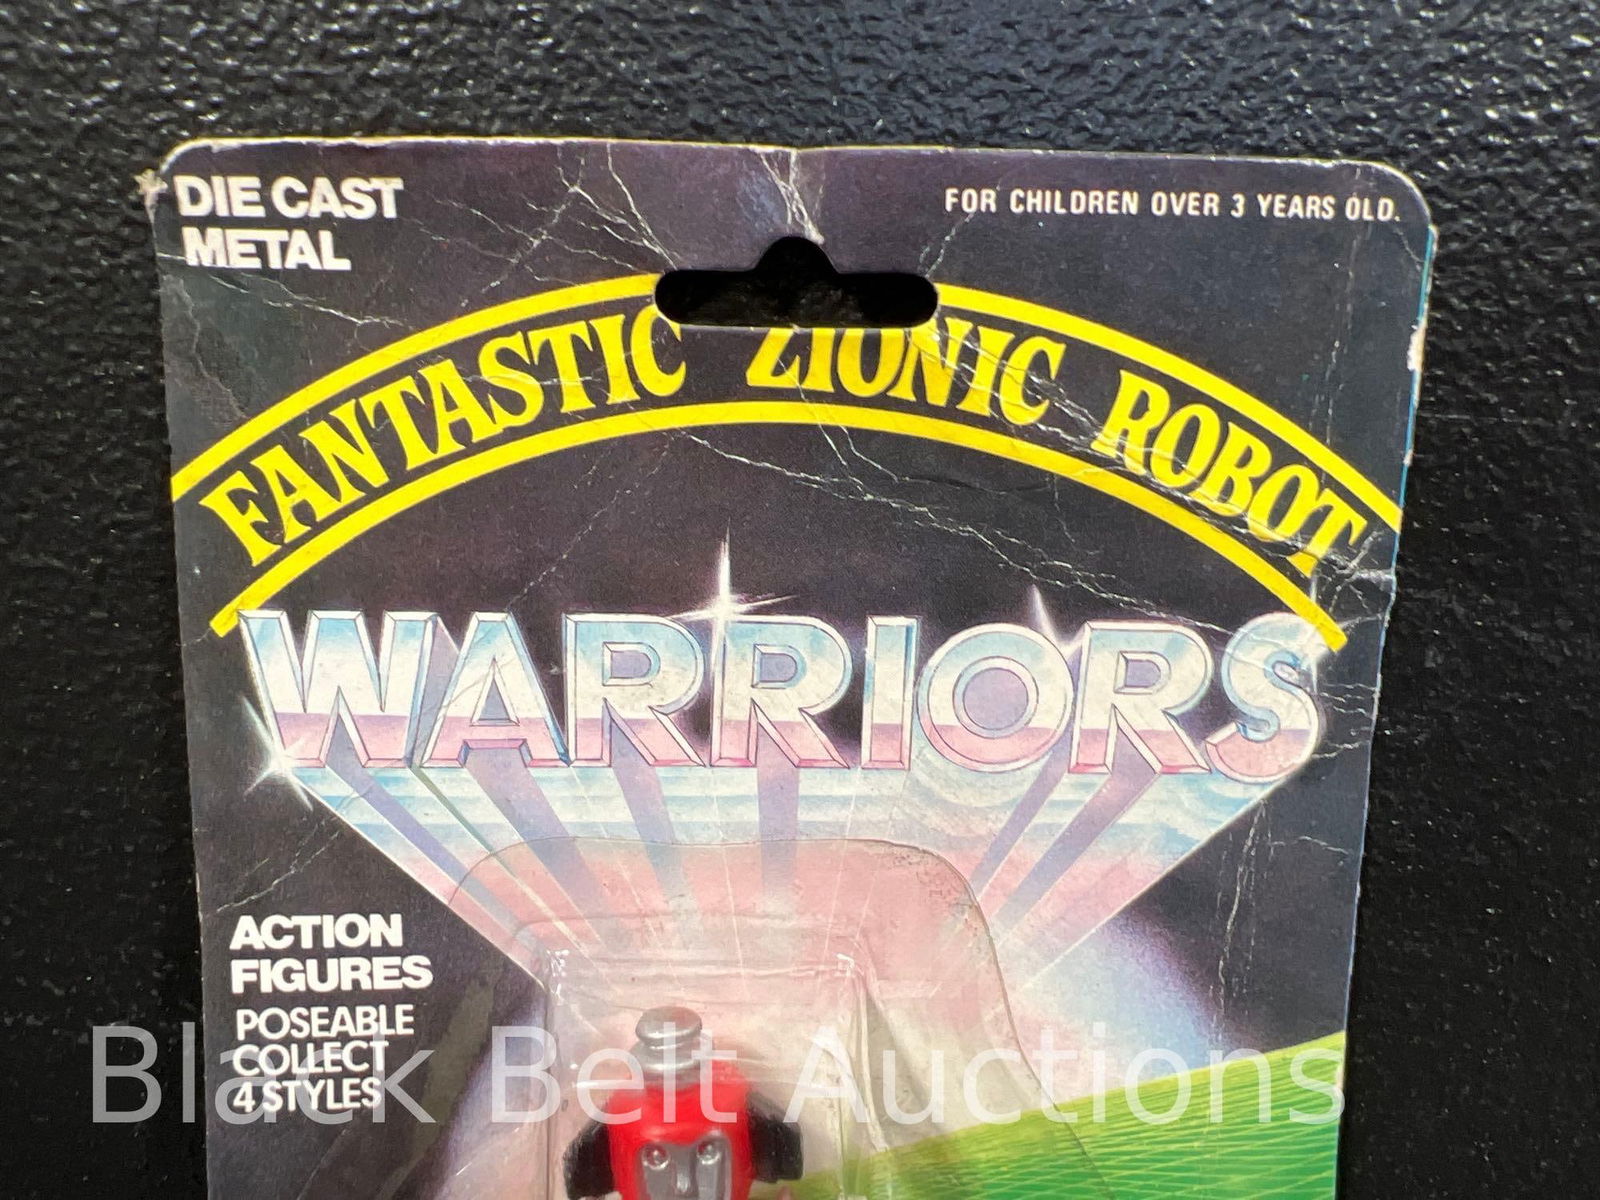 DIE CAST
METAL
FOR CHILDREN OVER 3 YEARS OLD.
FANTASTIC ZIONIC ROBOT
WARRIORS
ACTION
FIGURES
POSEABLE
COLLECT
4 STYLES
Black Belt Auctions